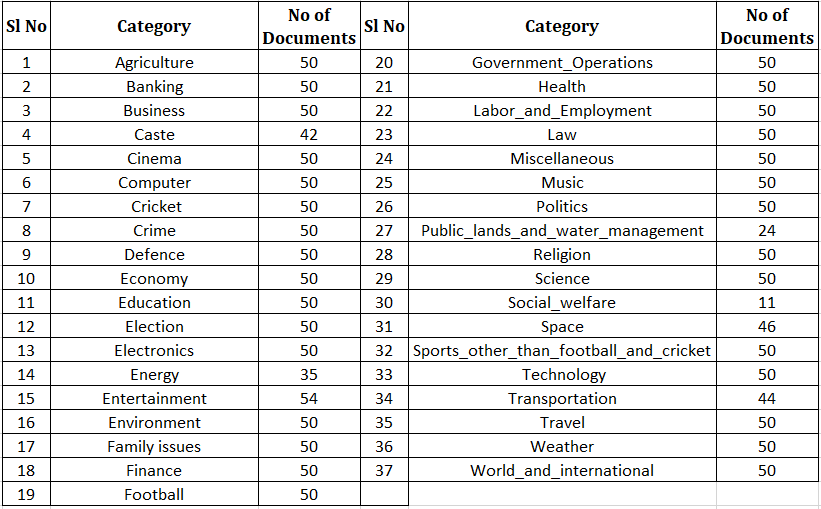 Sl No Category No of Documents Sl No Category No of Documents
1 Agriculture 50 20 Government_Operations 50
2 Banking 50 21 Health 50
3 Business 50 22 Labor_and_Employment 50
4 Caste 42 23 Law 50
5 Cinema 50 24 Miscellaneous 50
6 Computer 50 25 Music 50
7 Cricket 50 26 Politics 50
8 Crime 50 27 Public_lands_and_water_management 24
9 Defence 50 28 Religion 50
10 Economy 50 29 Science 50
11 Education 50 30 Social_welfare 11
12 Election 50 31 Space 46
13 Electronics 50 32 Sports_other_than_football_and_cricket 50
14 Energy 35 33 Technology 50
15 Entertainment 54 34 Transportation 44
16 Environment 50 35 Travel 50
17 Family issues 50 36 Weather 50
18 Finance 50 37 World_and_international 50
19 Football 50